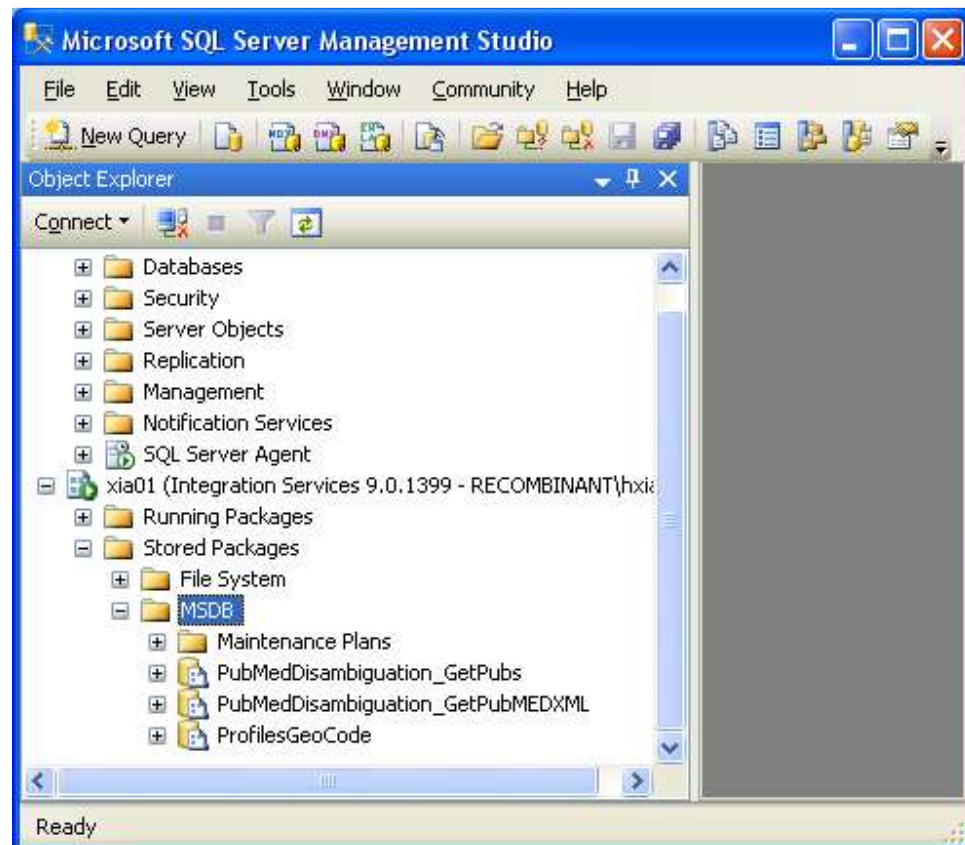 Microsoft SQL Server Management Studio
File Edit View Tools Window Community Help
New Query
Object Explorer
Connect
Databases
Security
Server Objects
Replication
Management
Notification Services
SQL Server Agent
xia01 (Integration Services 9.0.1399 - RECOMBINANT\hxia
Running Packages
Stored Packages
File System
MSDB
Maintenance Plans
PubMedDisambiguation_GetPubs
PubMedDisambiguation_GetPubMEDXML
ProfilesGeoCode
Ready